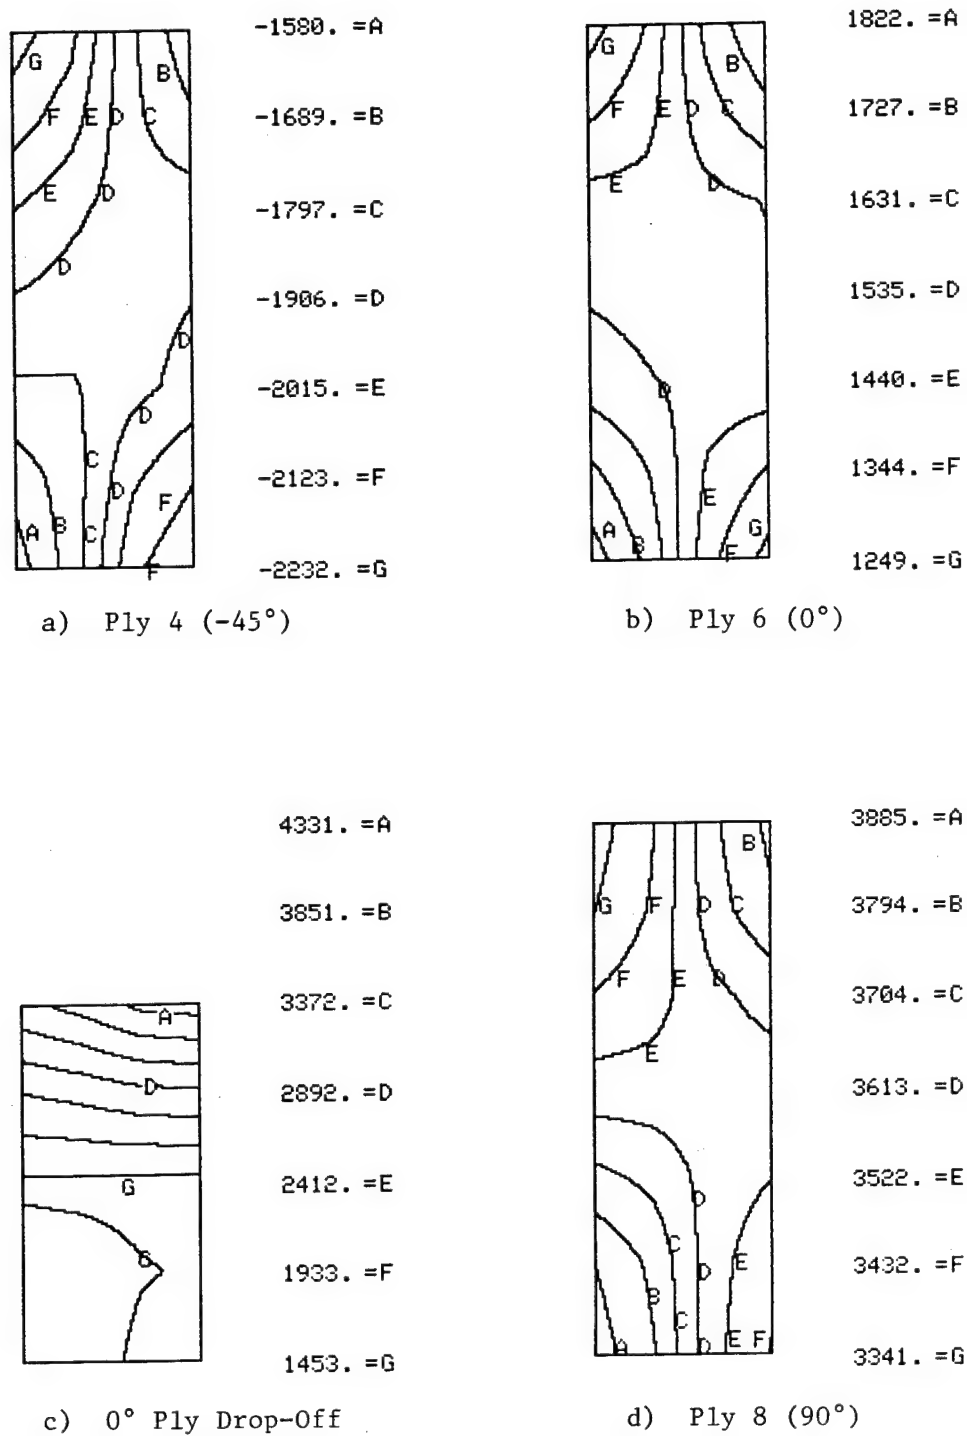 -1580. =A
-1689. =B
-1797. =C
-1906. =D
-2015. =E
-2123. =F
-2232. =G
G
B
F
E
D
C
E
D
D
D
D
C
D
F
A
B
C
F
a) Ply 4 (-45°)
1822. =A
1727. =B
1631. =C
1535. =D
1440. =E
1344. =F
1249. =G
G
B
F
E
D
C
E
D
D
E
A
B
G
F
b) Ply 6 (0°)
4331. =A
3851. =B
3372. =C
2892. =D
2412. =E
1933. =F
1453. =G
A
D
G
G
c) 0° Ply Drop-Off
3885. =A
3794. =B
3704. =C
3613. =D
3522. =E
3432. =F
3341. =G
B
G
F
D
C
F
E
D
E
D
C
D
E
B
C
A
D
E
F
d) Ply 8 (90°)